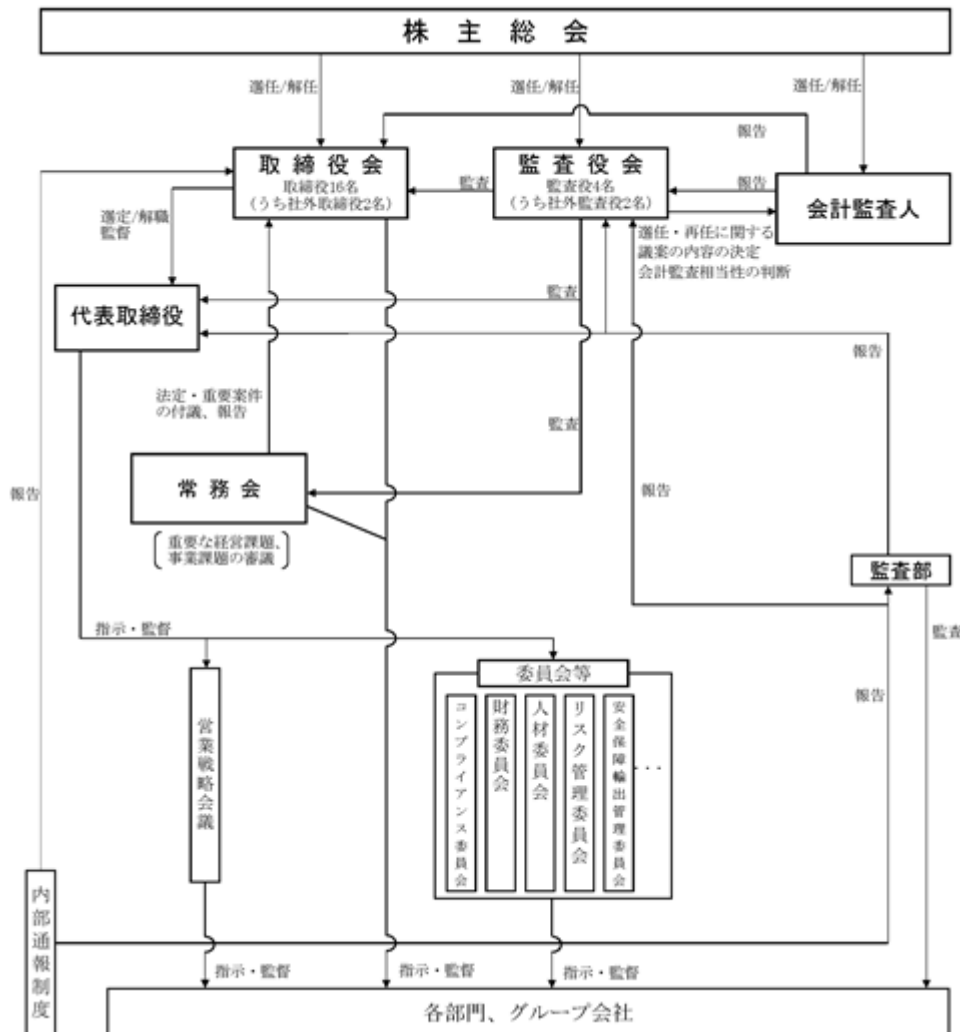 株主総会
選任/解任
選任/解任
選任/解任
報告
取締役会
取締役16名
（うち社外取締役2名）
監査
監査役会
監査役4名
（うち社外監査役2名）
報告
会計監査人
選定/解職
監督
選任・再任に関する
議案の内容の決定
会計監査相当性の判断
代表取締役
監査
報告
法定・重要案件
の付議、報告
監査
常務会
重要な経営課題、
事業課題の審議
報告
報告
監査部
監査
指示・監督
委員会等
営業戦略会議
コンプライアンス委員会
財務委員会
人材委員会
リスク管理委員会
安全保障輸出管理委員会
・・・
報告
内部通報制度
指示・監督
指示・監督
指示・監督
各部門、グループ会社